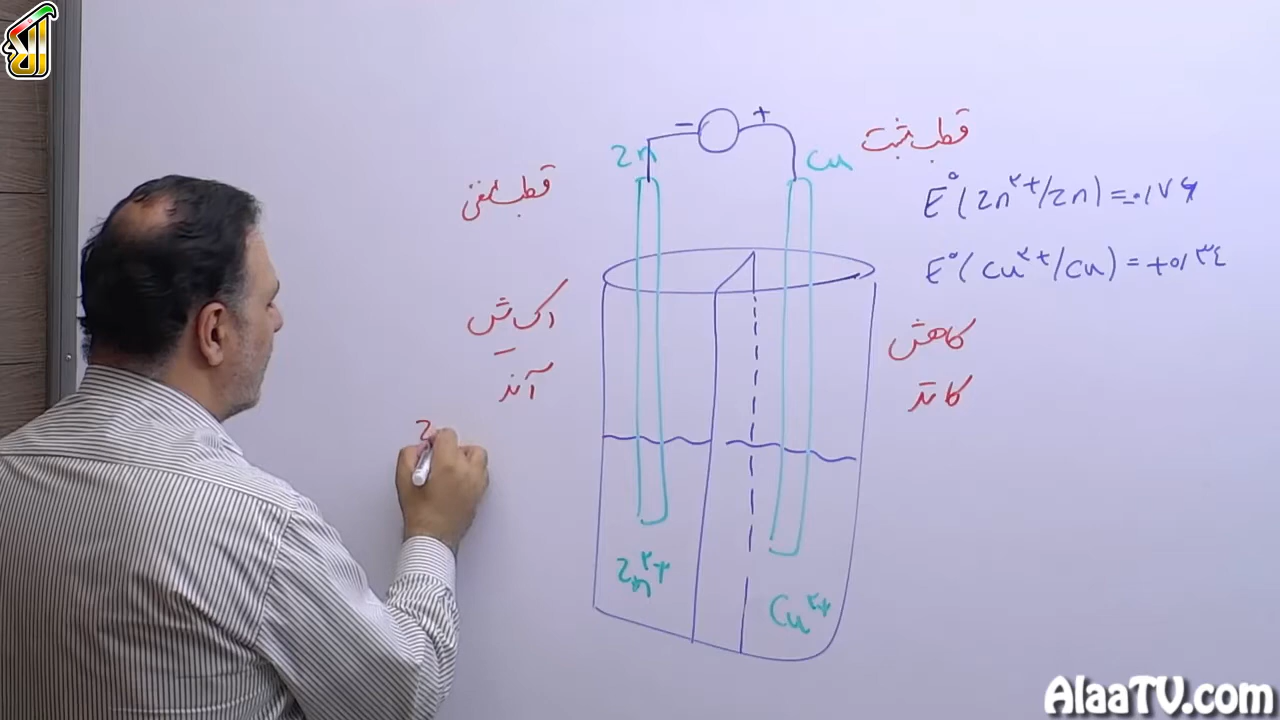 - +
Zn
Cu
قطب مثبت
قطب منفی
E°(Zn²⁺/Zn) = -۰/۷۶
E°(Cu²⁺/Cu) = +۰/۳٤
اکسایش
کاهش
آند
کاتد
Z
Zn²⁺
Cu²⁺
AlaaTV.com